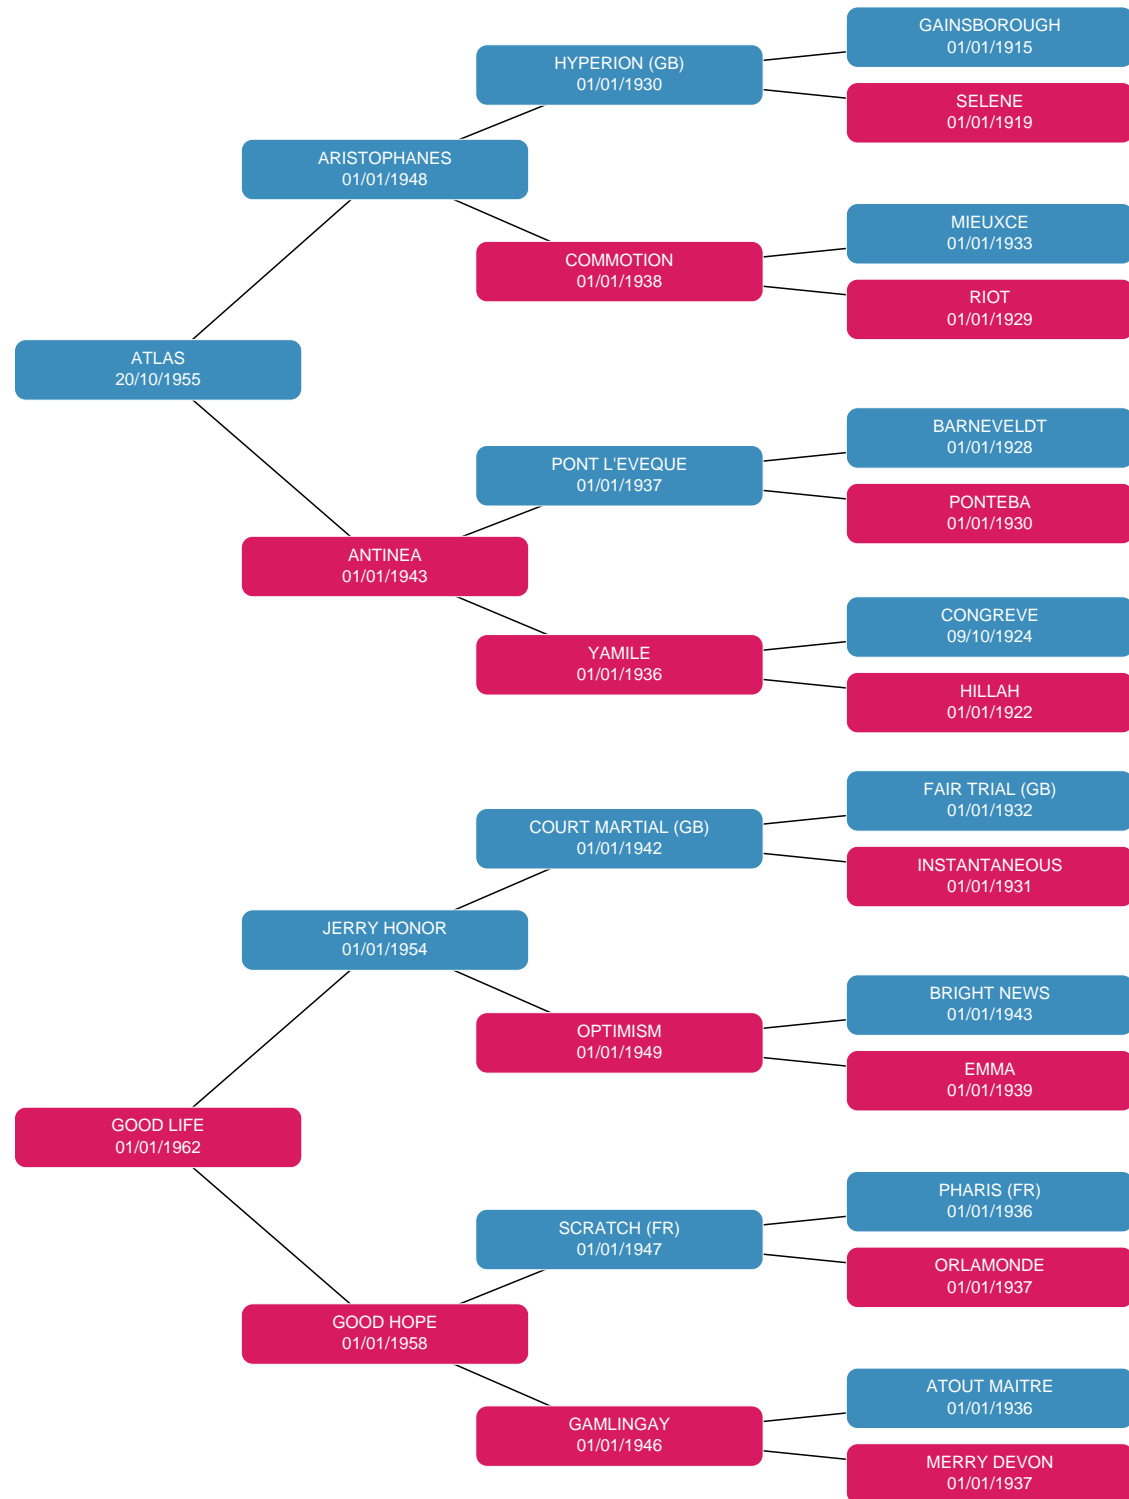 GAINSBOROUGH
01/01/1915
HYPERION (GB)
01/01/1930
SELENE
01/01/1919
ARISTOPHANES
01/01/1948
MIEUXCE
01/01/1933
COMMOTION
01/01/1938
RIOT
01/01/1929
ATLAS
20/10/1955
BARNEVELDT
01/01/1928
PONT L'EVEQUE
01/01/1937
PONTEBA
01/01/1930
ANTINEA
01/01/1943
CONGREVE
09/10/1924
YAMILE
01/01/1936
HILLAH
01/01/1922
FAIR TRIAL (GB)
01/01/1932
COURT MARTIAL (GB)
01/01/1942
INSTANTANEOUS
01/01/1931
JERRY HONOR
01/01/1954
BRIGHT NEWS
01/01/1943
OPTIMISM
01/01/1949
EMMA
01/01/1939
GOOD LIFE
01/01/1962
PHARIS (FR)
01/01/1936
SCRATCH (FR)
01/01/1947
ORLAMONDE
01/01/1937
GOOD HOPE
01/01/1958
ATOUT MAITRE
01/01/1936
GAMLINGAY
01/01/1946
MERRY DEVON
01/01/1937